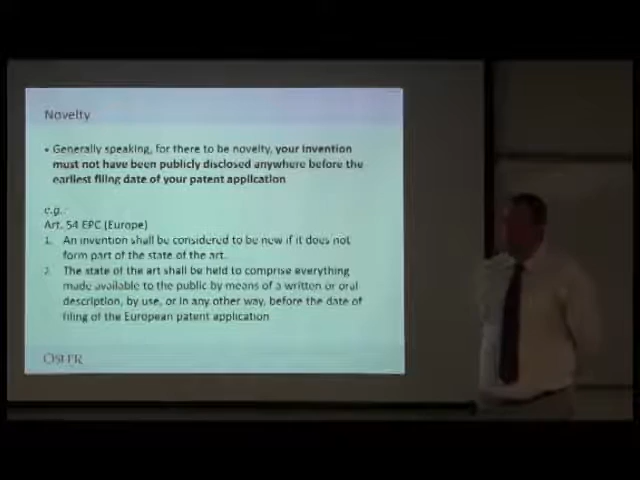 Novelty
• Generally speaking, for there to be novelty, your invention
must not have been publicly disclosed anywhere before the
earliest filing date of your patent application
e.g.
Art. 54 EPC (Europe)
1. An invention shall be considered to be new if it does not
form part of the state of the art.
2. The state of the art shall be held to comprise everything
made available to the public by means of a written or oral
description, by use, or in any other way, before the date of
filing of the European patent application